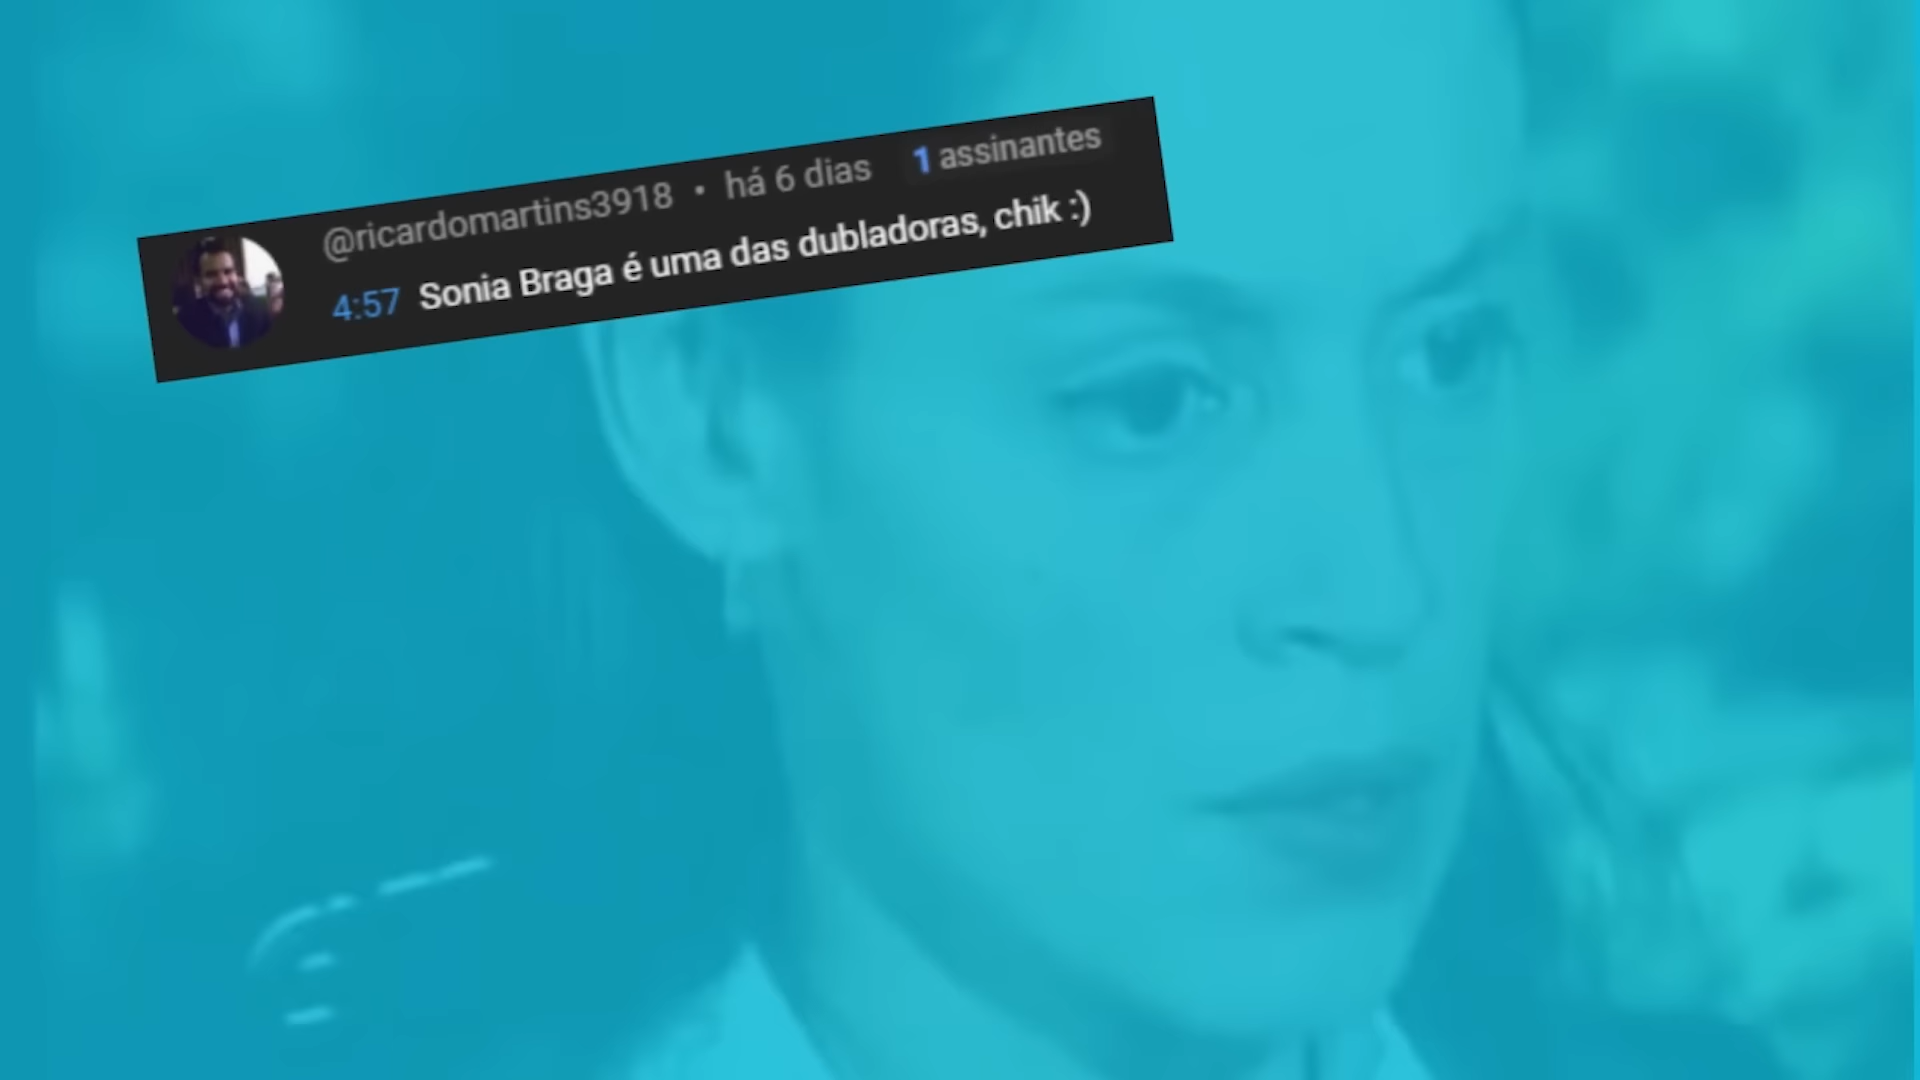 @ricardomartins3918 • há 6 dias 1 assinantes
4:57 Sonia Braga é uma das dubladoras, chik :)